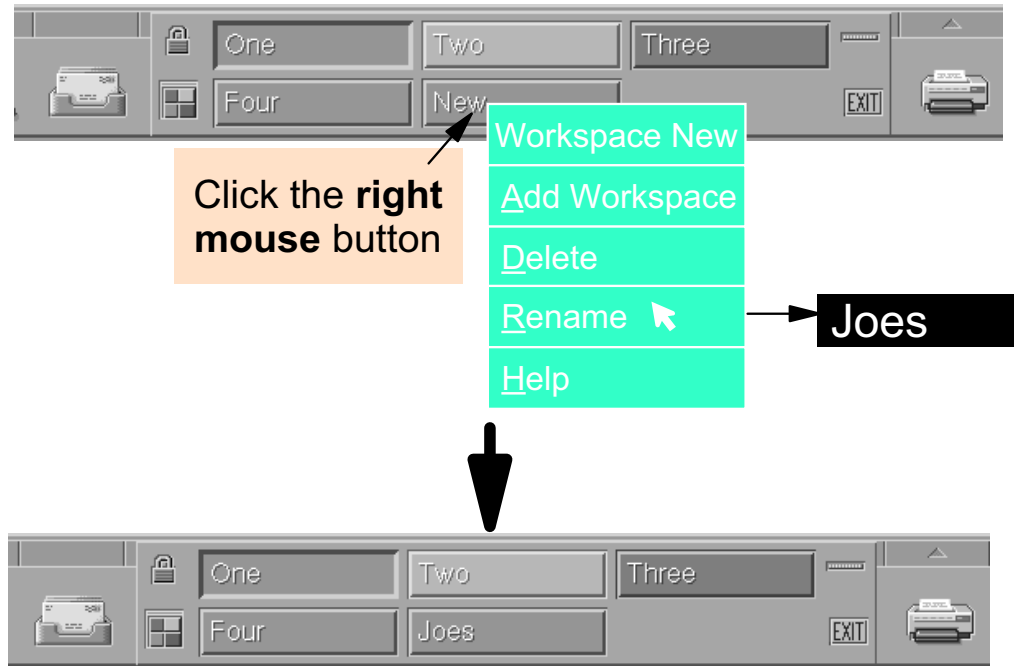 One Two Three
Four New EXIT
Workspace New
Click the right
mouse button
Add Workspace
Delete
Rename
Joes
Help
One Two Three
Four Joes EXIT